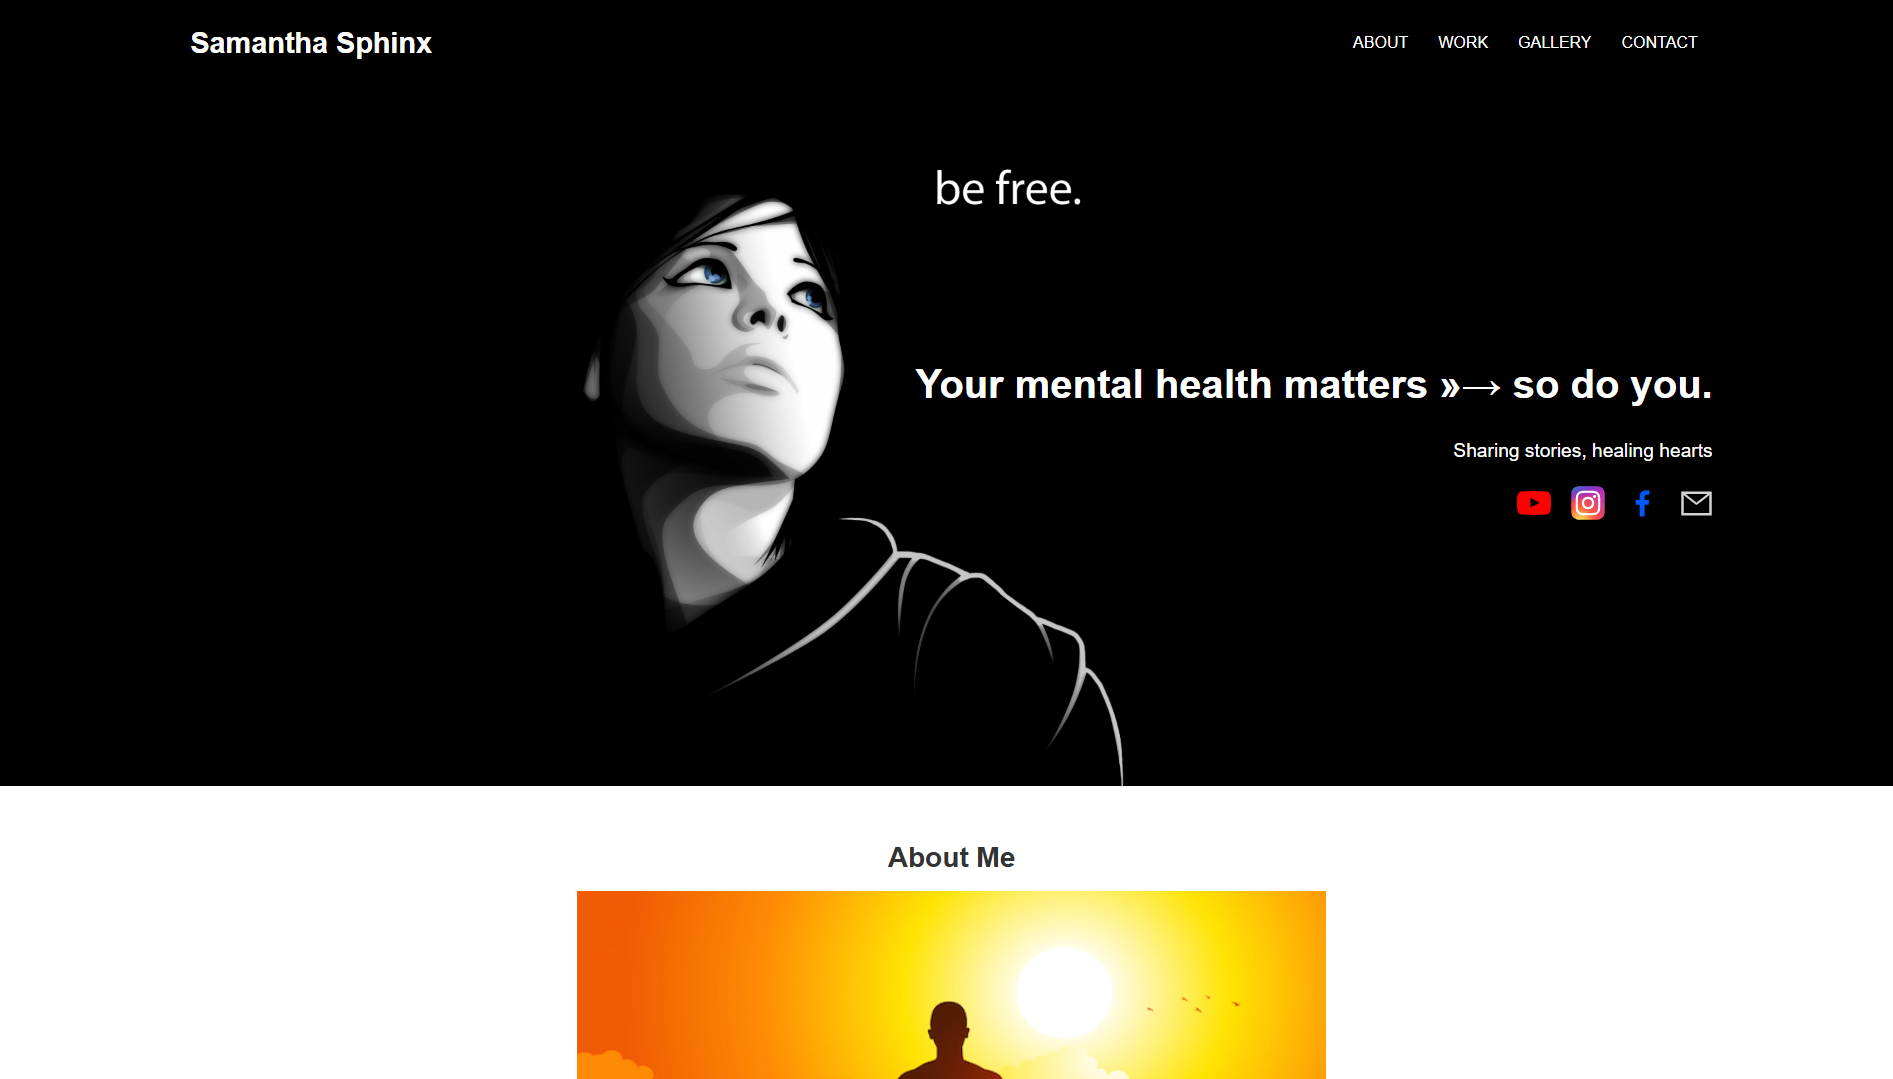 Samantha Sphinx
ABOUT WORK GALLERY CONTACT
be free.
Your mental health matters »→ so do you.
Sharing stories, healing hearts
About Me